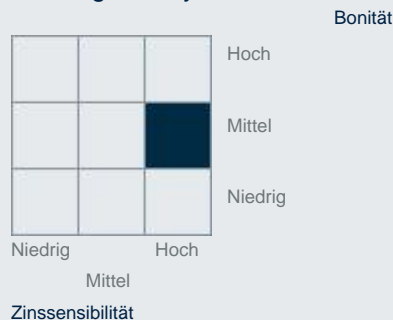 Bonität
Hoch
Mittel
Niedrig
Niedrig
Hoch
Mittel
Zinssensibilität